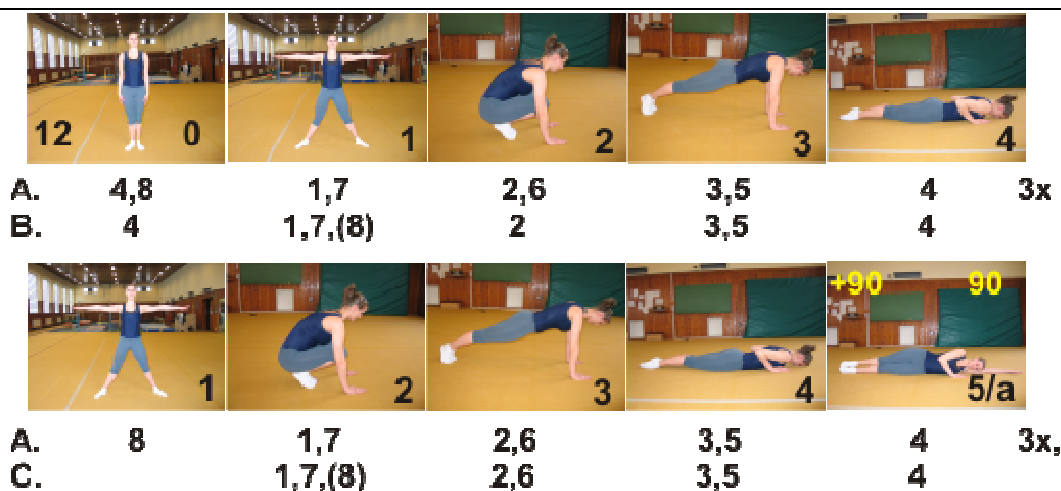 12 0 1 2 3 4
A. 4,8 1,7 2,6 3,5 4 3x
B. 4 1,7,(8) 2 3,5 4
+90 90
1 2 3 4 5/a
A. 8 1,7 2,6 3,5 4 3x,
C. 1,7,(8) 2,6 3,5 4